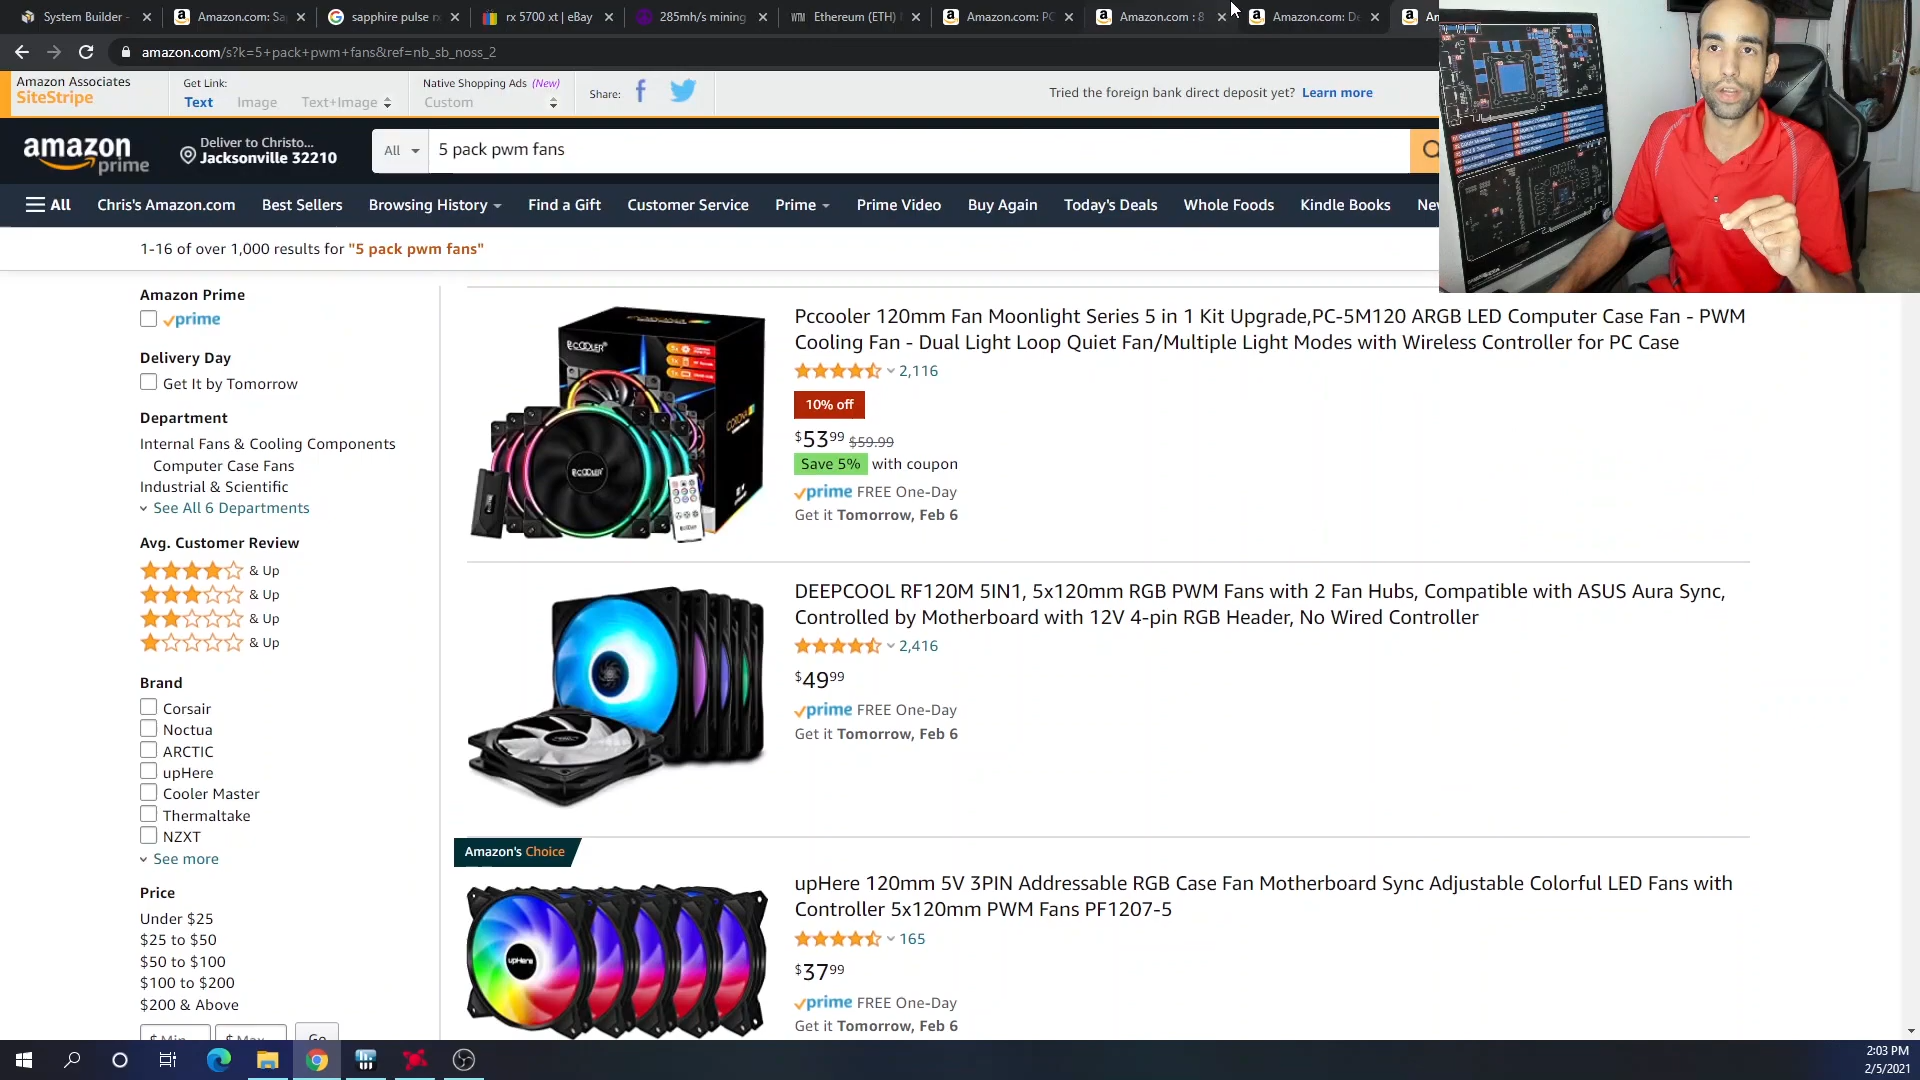 System Builder -
Amazon.com: Sa
sapphire pulse rx
rx 5700 xt | eBay
285mh/s mining
WTM Ethereum (ETH)
Amazon.com: PC
Amazon.com : 8
Amazon.com: De
amazon.com/s?k=5+pack+pwm+fans&ref=nb_sb_noss_2
Amazon Associates
SiteStripe
Get Link:
Text Image Text+Image
Native Shopping Ads (New)
Custom
Share:
Tried the foreign bank direct deposit yet? Learn more
amazon prime
Deliver to Christo...
Jacksonville 32210
All
5 pack pwm fans
All Chris's Amazon.com Best Sellers Browsing History Find a Gift Customer Service Prime Prime Video Buy Again Today's Deals Whole Foods Kindle Books
1-16 of over 1,000 results for "5 pack pwm fans"
Amazon Prime
prime
Delivery Day
Get It by Tomorrow
Department
Internal Fans & Cooling Components
Computer Case Fans
Industrial & Scientific
See All 6 Departments
Avg. Customer Review
& Up
& Up
& Up
& Up
Brand
Corsair
Noctua
ARCTIC
upHere
Cooler Master
Thermaltake
NZXT
See more
Price
Under $25
$25 to $50
$50 to $100
$100 to $200
$200 & Above
$ Min $ Max Go
PCCOOLER
Pccooler 120mm Fan Moonlight Series 5 in 1 Kit Upgrade,PC-5M120 ARGB LED Computer Case Fan - PWM
Cooling Fan - Dual Light Loop Quiet Fan/Multiple Light Modes with Wireless Controller for PC Case
2,116
10% off
$53.99 $59.99
Save 5% with coupon
prime FREE One-Day
Get it Tomorrow, Feb 6
DEEPCOOL RF120M 5IN1, 5x120mm RGB PWM Fans with 2 Fan Hubs, Compatible with ASUS Aura Sync,
Controlled by Motherboard with 12V 4-pin RGB Header, No Wired Controller
2,416
$49.99
prime FREE One-Day
Get it Tomorrow, Feb 6
Amazon's Choice
upHere
upHere 120mm 5V 3PIN Addressable RGB Case Fan Motherboard Sync Adjustable Colorful LED Fans with
Controller 5x120mm PWM Fans PF1207-5
165
$37.99
prime FREE One-Day
Get it Tomorrow, Feb 6
2:03 PM
2/5/2021